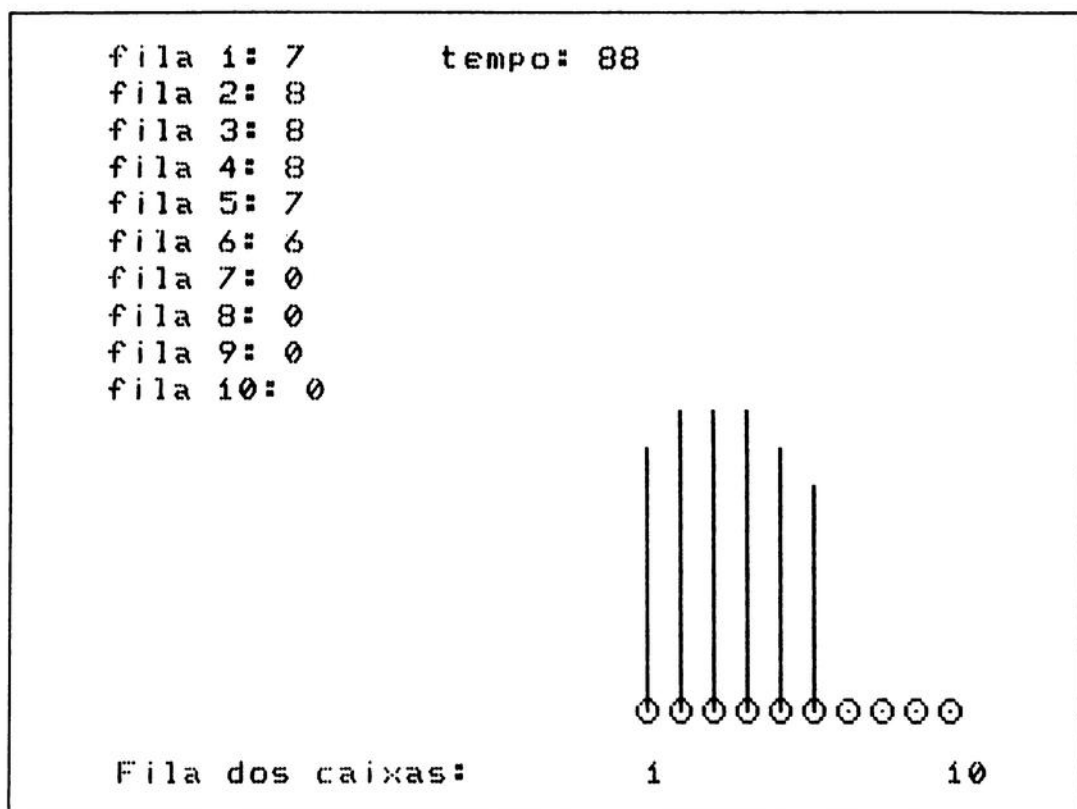 fila 1: 7 tempo: 88
fila 2: 8
fila 3: 8
fila 4: 8
fila 5: 7
fila 6: 6
fila 7: 0
fila 8: 0
fila 9: 0
fila 10: 0
Fila dos caixas: 1 10